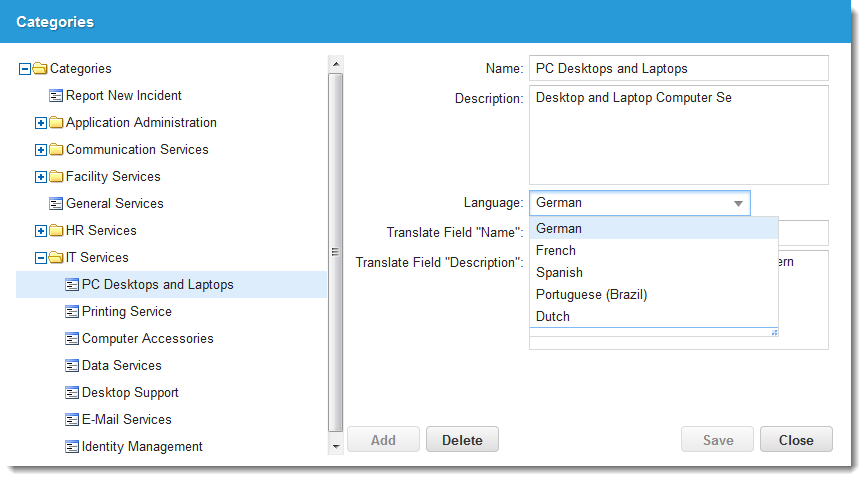 Categories
Categories
Report New Incident
Application Administration
Communication Services
Facility Services
General Services
HR Services
IT Services
PC Desktops and Laptops
Printing Service
Computer Accessories
Data Services
Desktop Support
E-Mail Services
Identity Management
Name: PC Desktops and Laptops
Description: Desktop and Laptop Computer Se
Language: German
German
French
Spanish
Portuguese (Brazil)
Dutch
Translate Field "Name":
Translate Field "Description": ern
Add Delete Save Close